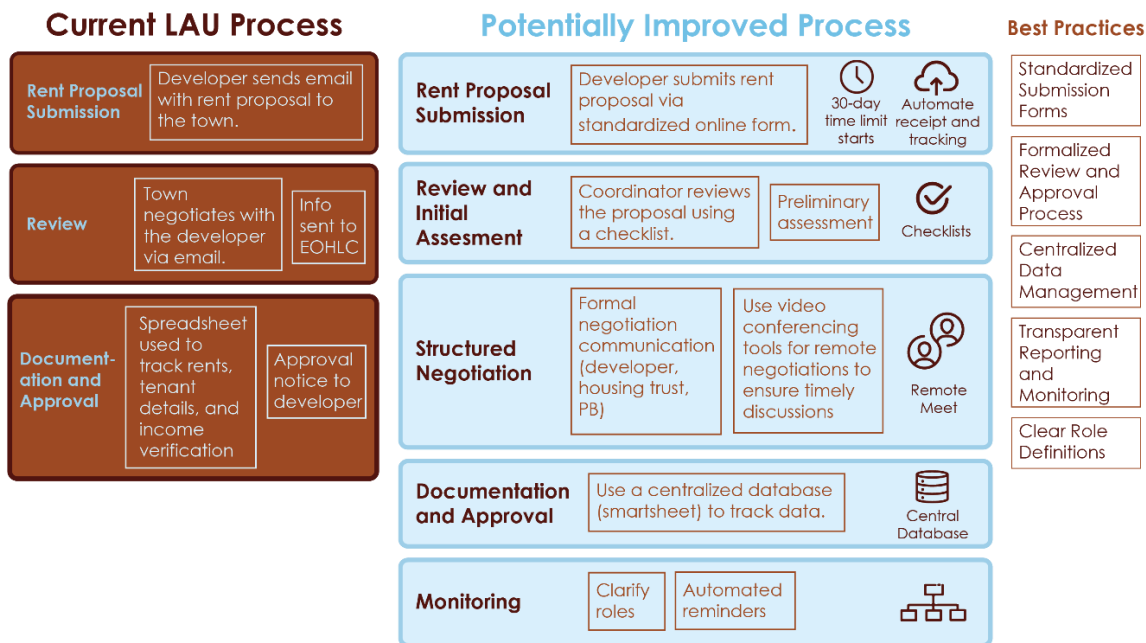 Current LAU Process
Rent Proposal
Submission
Developer sends email
with rent proposal to
the town.
Review
Town
negotiates with
the developer
via email.
Info
sent to
EOHLC
Document-
ation and
Approval
Spreadsheet
used to
track rents,
tenant
details, and
income
verification
Approval
notice to
developer
Potentially Improved Process
Rent Proposal
Submission
Developer submits rent
proposal via
standardized online form.
30-day
time limit
starts
Automate
receipt and
tracking
Review and
Initial
Assesment
Coordinator reviews
the proposal using
a checklist.
Preliminary
assessment
Checklists
Structured
Negotiation
Formal
negotiation
communication
(developer,
housing trust,
PB)
Use video
conferencing
tools for remote
negotiations to
ensure timely
discussions
Remote
Meet
Documentation
and Approval
Use a centralized database
(smartsheet) to track data.
Central
Database
Monitoring
Clarify
roles
Automated
reminders
Best Practices
Standardized
Submission
Forms
Formalized
Review and
Approval
Process
Centralized
Data
Management
Transparent
Reporting
and
Monitoring
Clear Role
Definitions